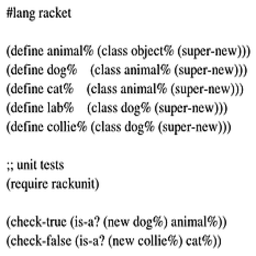 #lang racket
(define animal% (class object% (super-new)))
(define dog% (class animal% (super-new)))
(define cat% (class animal% (super-new)))
(define lab% (class dog% (super-new)))
(define collie% (class dog% (super-new)))
;; unit tests
(require rackunit)
(check-true (is-a? (new dog%) animal%))
(check-false (is-a? (new collie%) cat%))